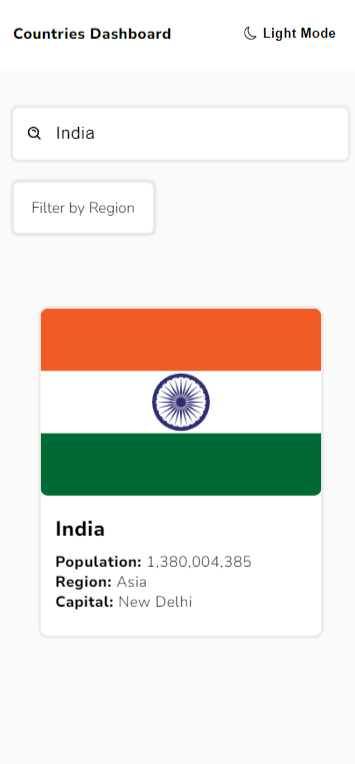 Countries Dashboard
Light Mode
India
Filter by Region
India
Population: 1,380,004,385
Region: Asia
Capital: New Delhi